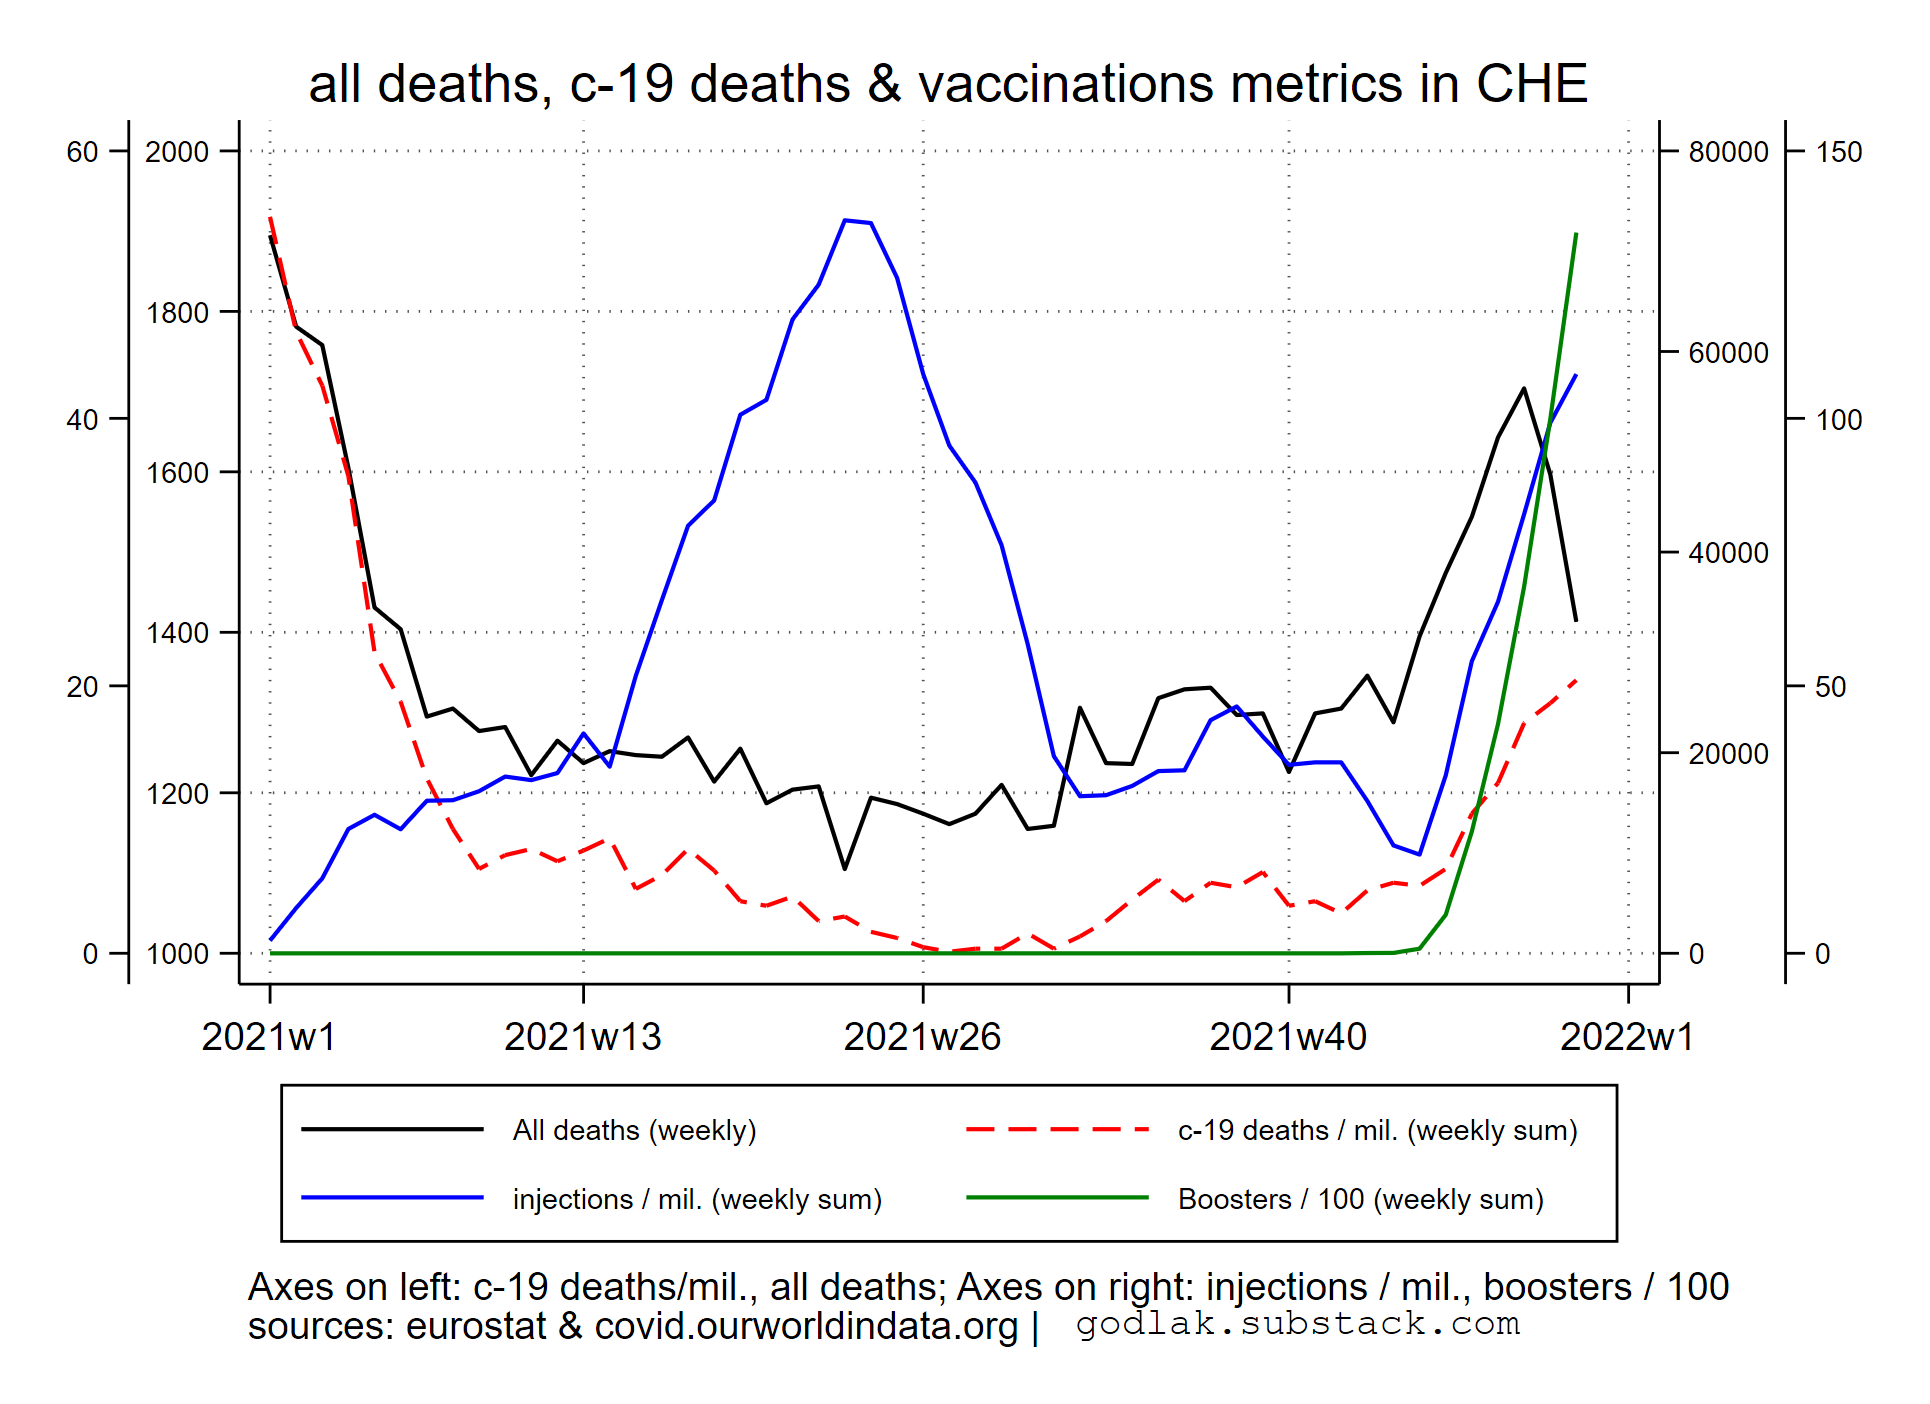 all deaths, c-19 deaths & vaccinations metrics in CHE
60
40
20
0
2000
1800
1600
1400
1200
1000
80000
60000
40000
20000
0
150
100
50
0
2021w1
2021w13
2021w26
2021w40
2022w1
All deaths (weekly)
c-19 deaths / mil. (weekly sum)
injections / mil. (weekly sum)
Boosters / 100 (weekly sum)
Axes on left: c-19 deaths/mil., all deaths; Axes on right: injections / mil., boosters / 100
sources: eurostat & covid.ourworldindata.org | godlak.substack.com